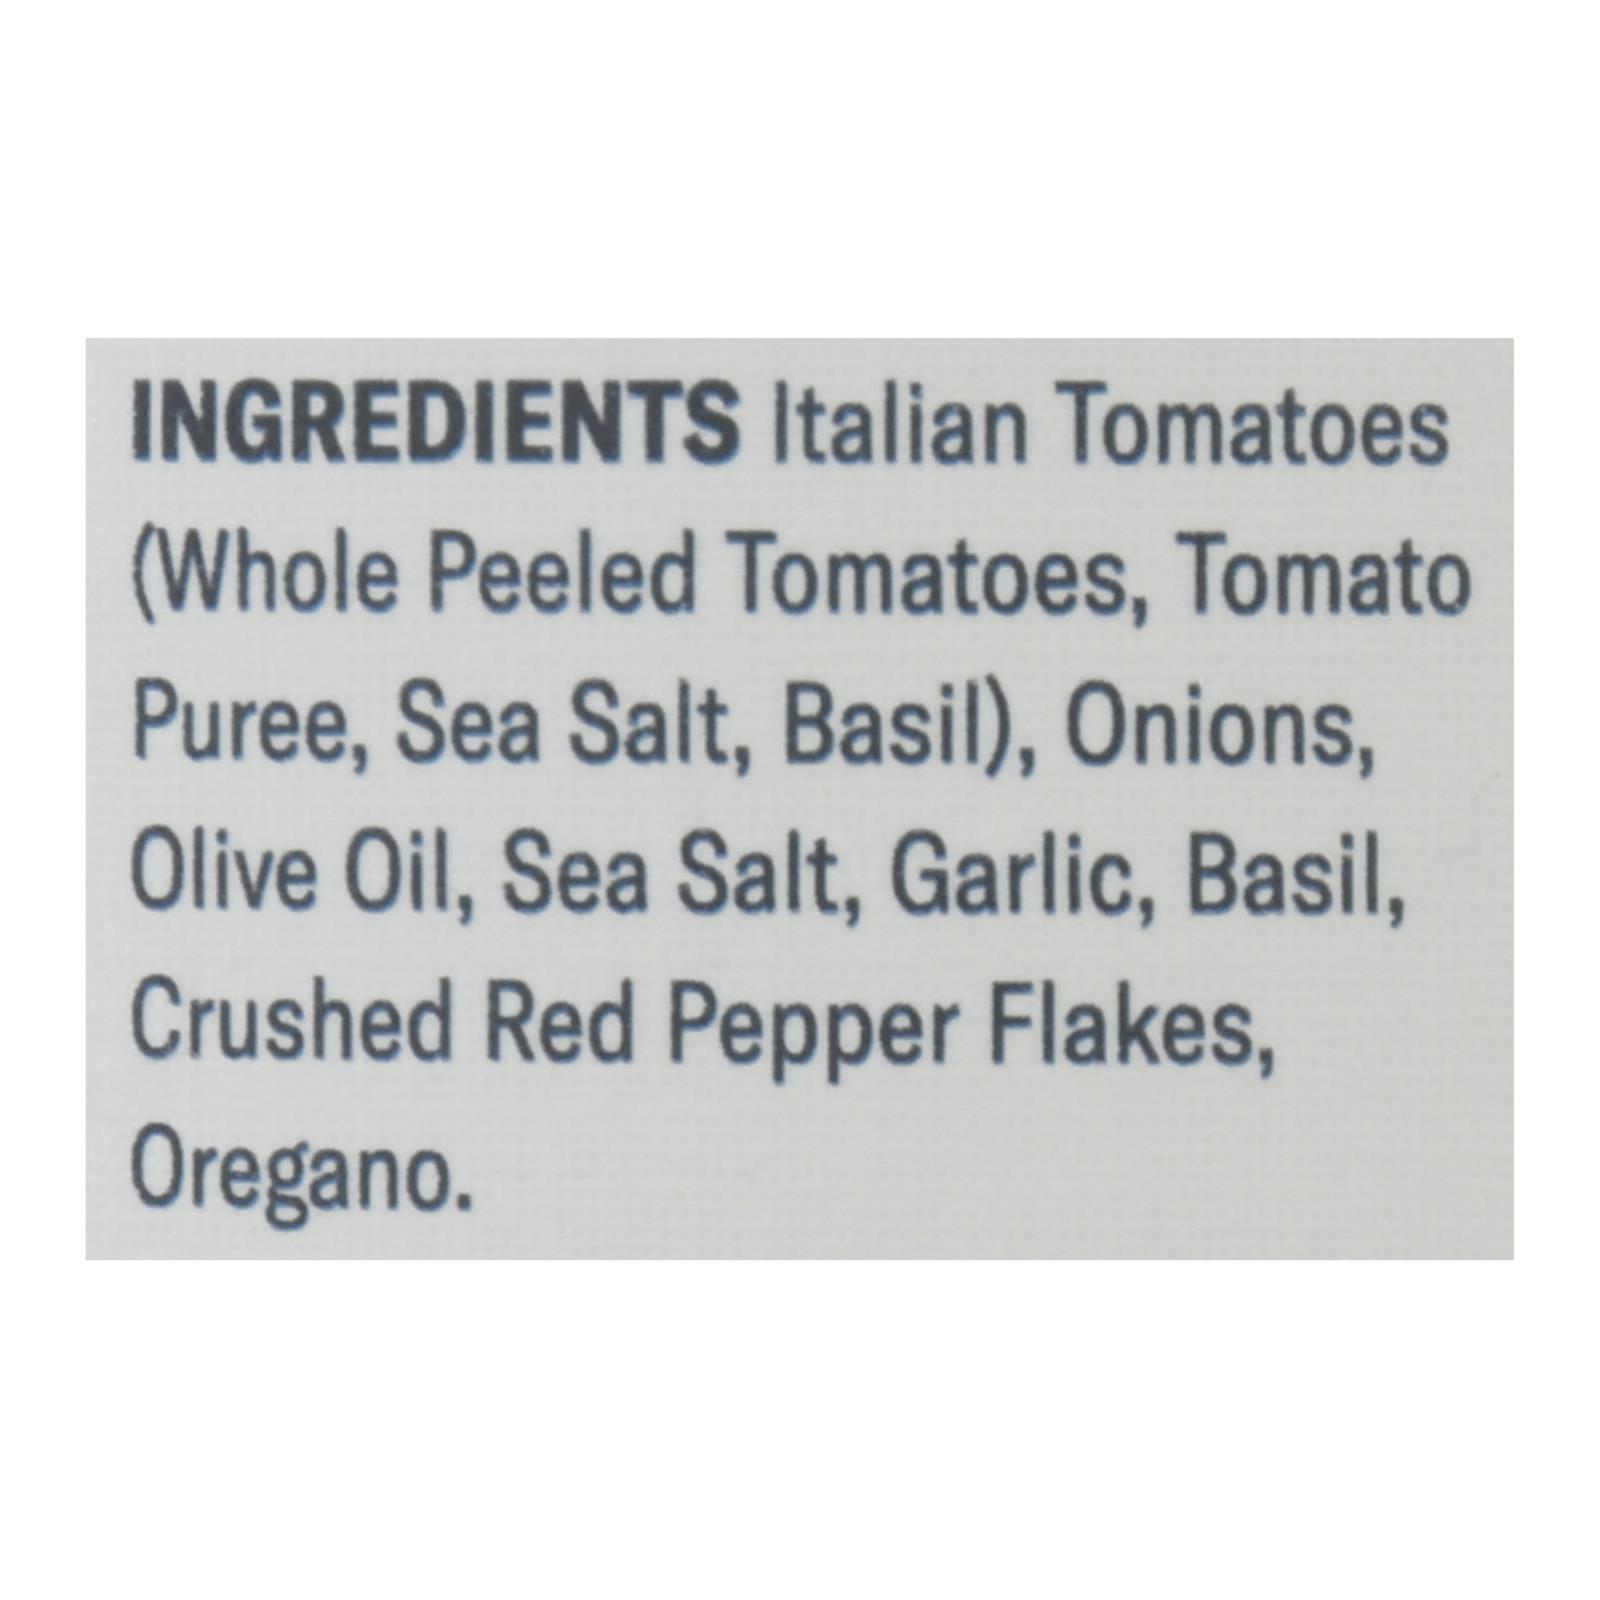 INGREDIENTS Italian Tomatoes
(Whole Peeled Tomatoes, Tomato
Puree, Sea Salt, Basil), Onions,
Olive Oil, Sea Salt, Garlic, Basil,
Crushed Red Pepper Flakes,
Oregano.